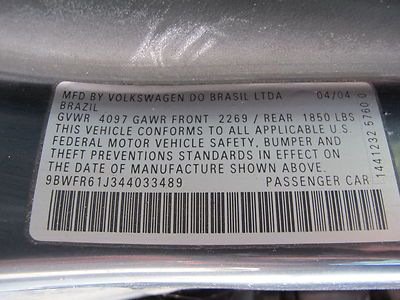 MFD BY VOLKSWAGEN DO BRASIL LTDA 04/04
BRAZIL
GVWR 4097 GAWR FRONT 2269 / REAR 1850 LBS
THIS VEHICLE CONFORMS TO ALL APPLICABLE U.S.
FEDERAL MOTOR VEHICLE SAFETY, BUMPER AND
THEFT PREVENTIONS STANDARDS IN EFFECT ON
THE DATE OF MANUFACTURE SHOWN ABOVE.
9BWFR61J344033489 PASSENGER CAR
1441232 5760 0